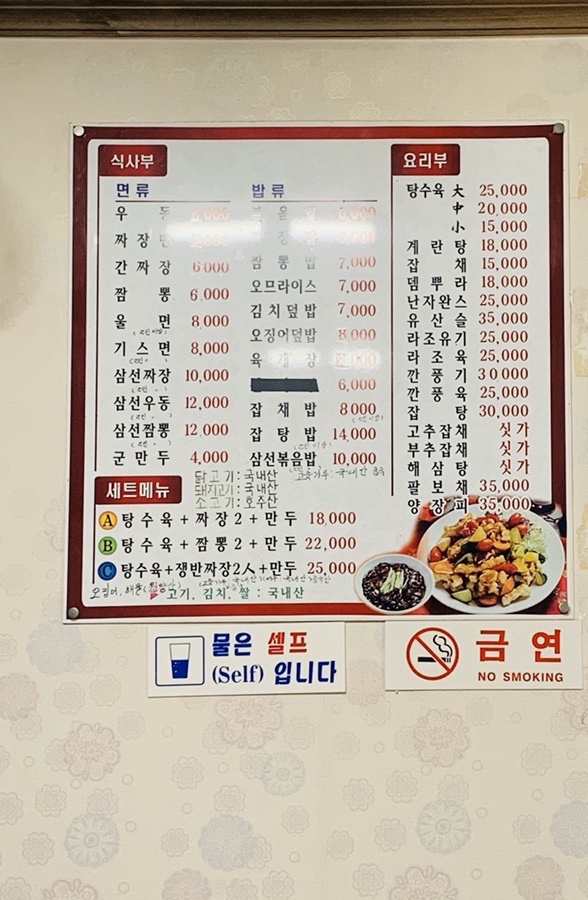 식사부
면류
우 동 6,000
짜장면
간짜장 6,000
짬 뽕 6,000
울 면 8,000
(2인 이상)
기스면 8,000
삼선짜장 10,000
삼선우동 12,000
삼선짬뽕 12,000
군만두 4,000
밥류
볶음밥 6,000
짬뽕밥 7,000
오므라이스 7,000
김치덮밥 7,000
오징어덮밥 8,000
육개장
6,000
잡채밥 8,000
잡탕밥 14,000
삼선볶음밥 10,000
닭고기: 국내산
돼지고기: 국내산
소고기: 호주산
요리부
탕수육 大 25,000
中 20,000
小 15,000
계란탕 18,000
잡 채 15,000
뎀뿌라 18,000
난자완스 25,000
유산슬 35,000
라조유기 25,000
라조육 25,000
깐풍기 30000
깐풍육 25,000
잡 탕 30,000
고추잡채 싯가
부추잡채 싯가
해삼탕 싯가
팔보채 35,000
양장피 35,000
세트메뉴
A 탕수육+짜장2+만두 18,000
B 탕수육+짬뽕2+만두 22,000
C 탕수육+쟁반짜장2人+만두 25,000
고기, 김치, 쌀 : 국내산
물은 셀프
(Self) 입니다
금연
NO SMOKING